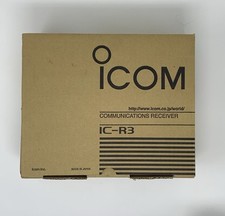 ICOM
http://www.icom.co.jp/world/
COMMUNICATIONS RECEIVER
IC-R3